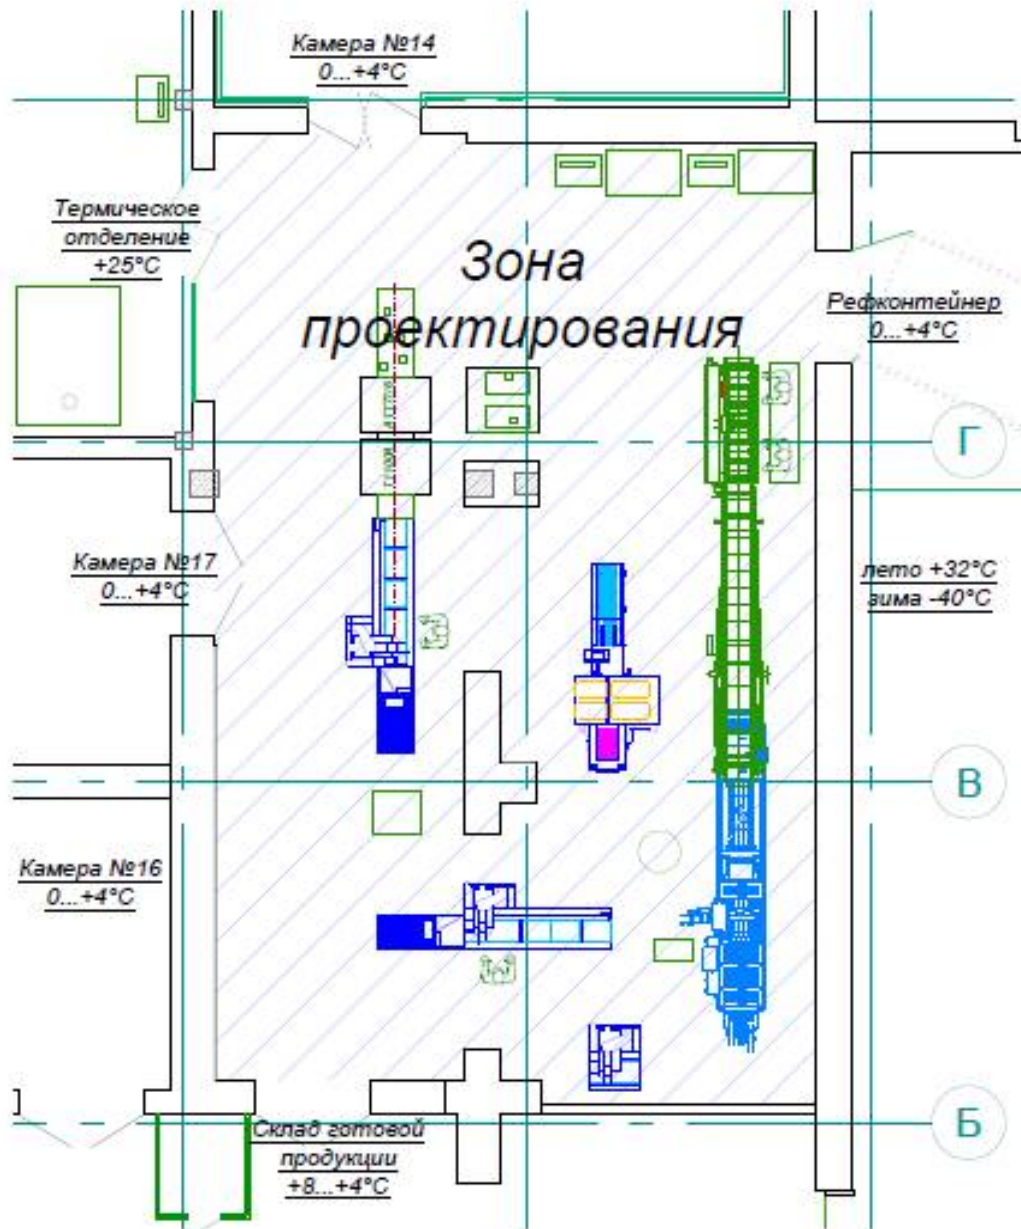 Камера №14
0...+4°C
Термическое
отделение
+25°C
Зона
проектирования
Рефконтейнер
0...+4°C
Г
Камера №17
0...+4°C
лето +32°C
зима -40°C
В
Камера №16
0...+4°C
Б
Склад готовой
продукции
+8...+4°C